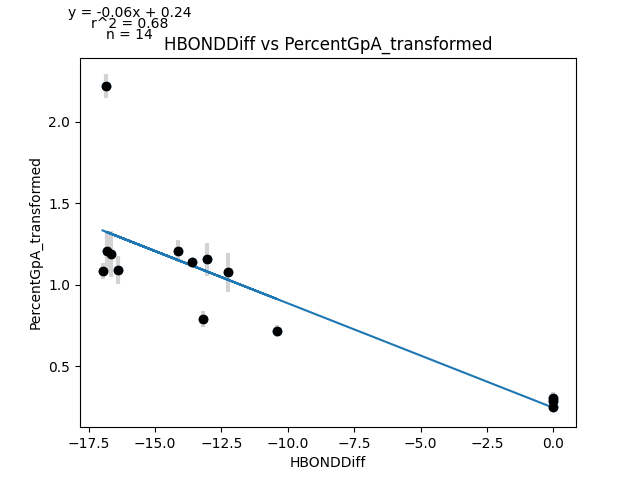 y = -0.06x + 0.24
r^2 = 0.68
n = 14
HBONDDiff vs PercentGpA_transformed
PercentGpA_transformed
2.0
1.5
1.0
0.5
−17.5 −15.0 −12.5 −10.0 −7.5 −5.0 −2.5 0.0
HBONDDiff